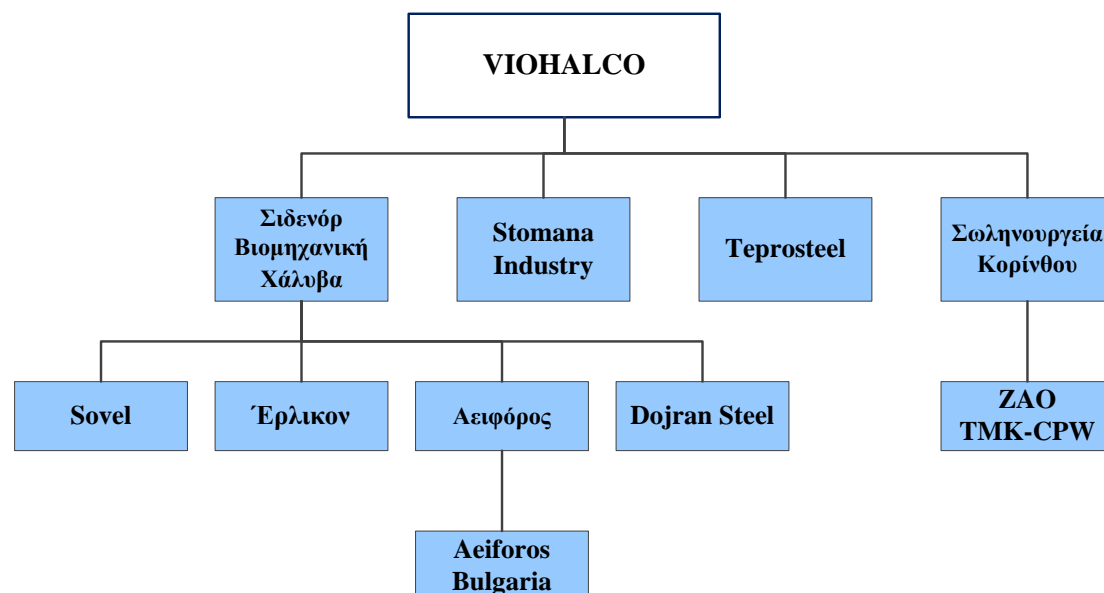 VIOHALCO
Σιδενόρ
Βιομηχανική
Χάλυβα
Stomana
Industry
Teprosteel
Σωληνουργεία
Κορίνθου
Sovel
Έρλικον
Αειφόρος
Dojran Steel
ZAO
TMK-CPW
Aeiforos
Bulgaria